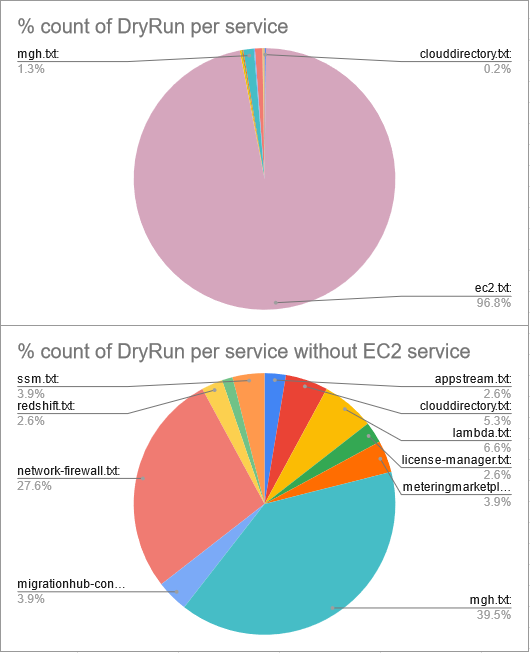 % count of DryRun per service
mgh.txt:
1.3%
clouddirectory.txt:
0.2%
ec2.txt:
96.8%
% count of DryRun per service without EC2 service
ssm.txt:
3.9%
redshift.txt:
2.6%
network-firewall.txt:
27.6%
migrationhub-con…
3.9%
appstream.txt:
2.6%
clouddirectory.txt:
5.3%
lambda.txt:
6.6%
license-manager.txt:
2.6%
meteringmarketpl…
3.9%
mgh.txt:
39.5%